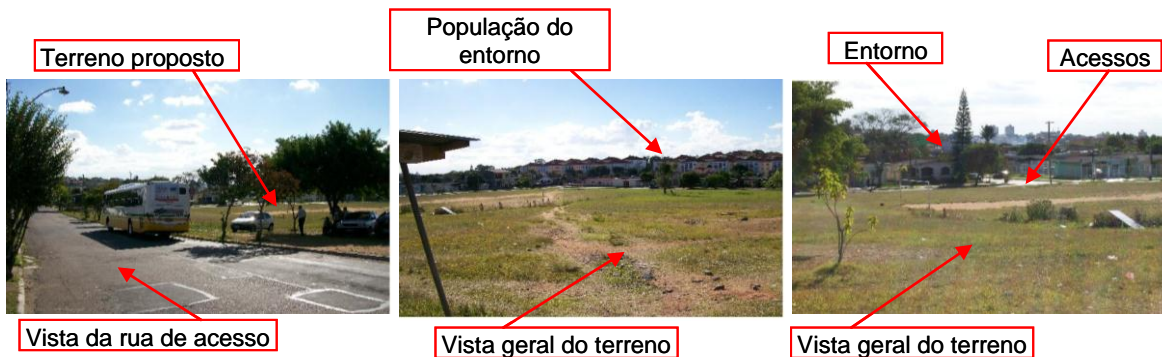 Terreno proposto
População do
entorno
Entorno
Acessos
Vista da rua de acesso
Vista geral do terreno
Vista geral do terreno